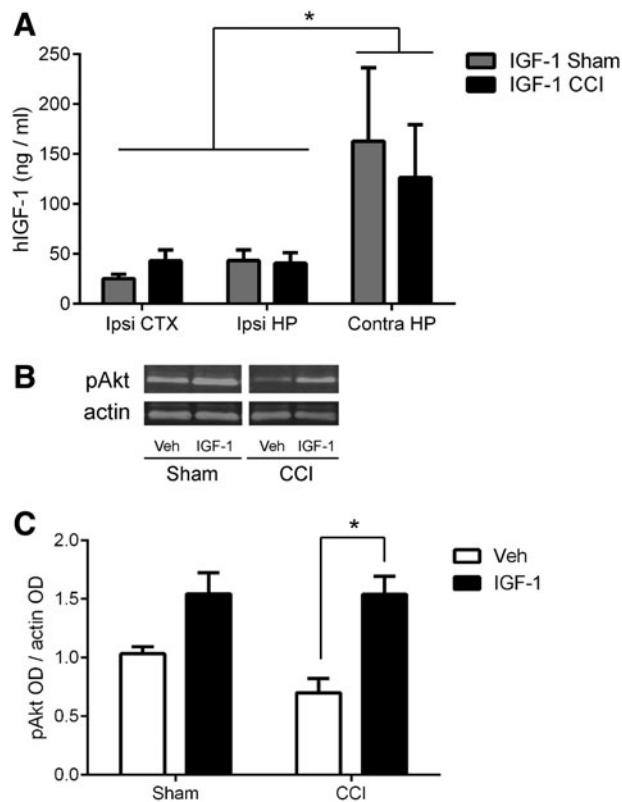 A
*
IGF-1 Sham
IGF-1 CCI
hIGF-1 (ng / ml)
250
200
150
100
50
0
Ipsi CTX Ipsi HP Contra HP
B
pAkt
actin
Veh IGF-1 Veh IGF-1
Sham CCI
C
*
Veh
IGF-1
pAkt OD / actin OD
2.0
1.5
1.0
0.5
0.0
Sham CCI